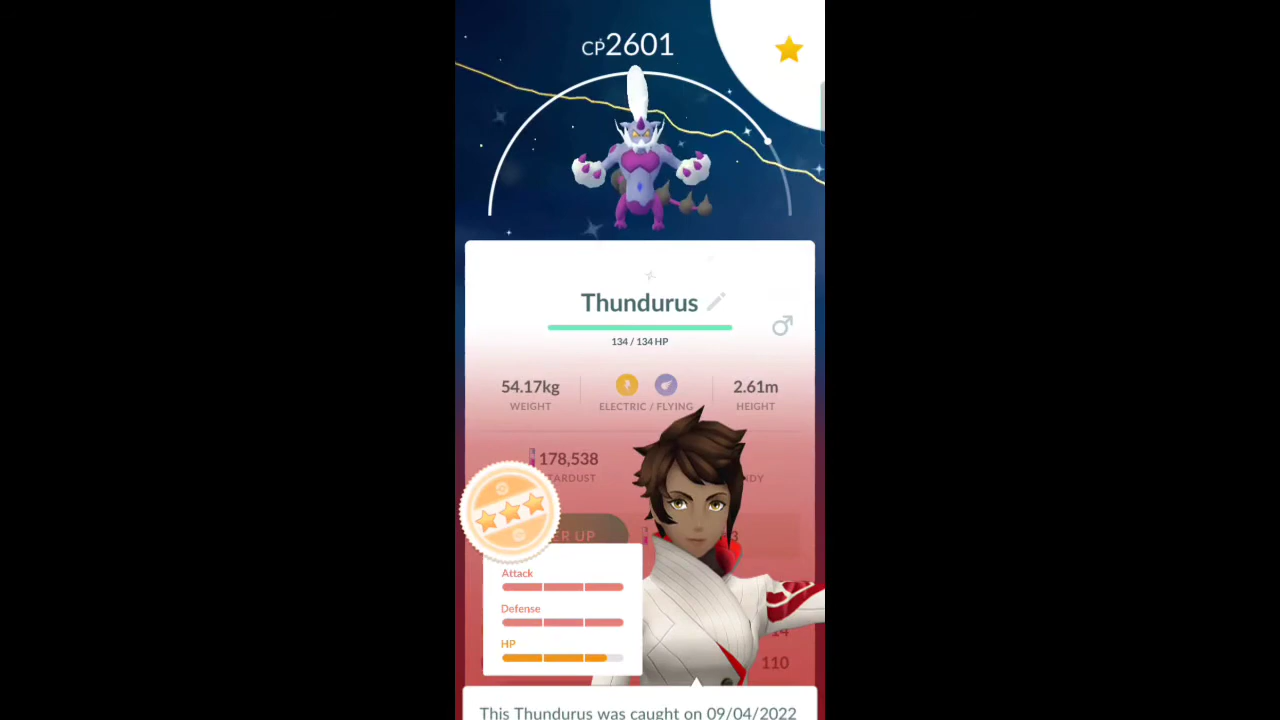 CP2601
Thundurus
134 / 134 HP
54.17kg
2.61m
WEIGHT
ELECTRIC / FLYING
HEIGHT
178,538
Attack
Defense
HP
14
110
This Thundurus was caught on 09/04/2022